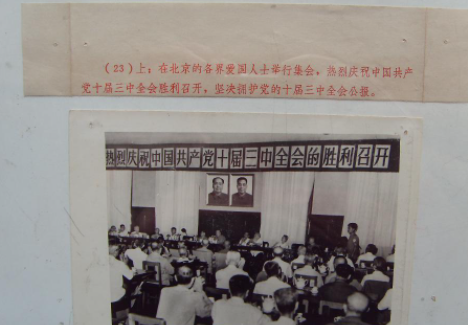 (23)上：在北京的各界爱国人士举行集会，热烈庆祝中国共产
党十届三中全会胜利召开，坚决拥护党的十届三中全会公报。
热烈庆祝中国共产党十届三中全会的胜利召开